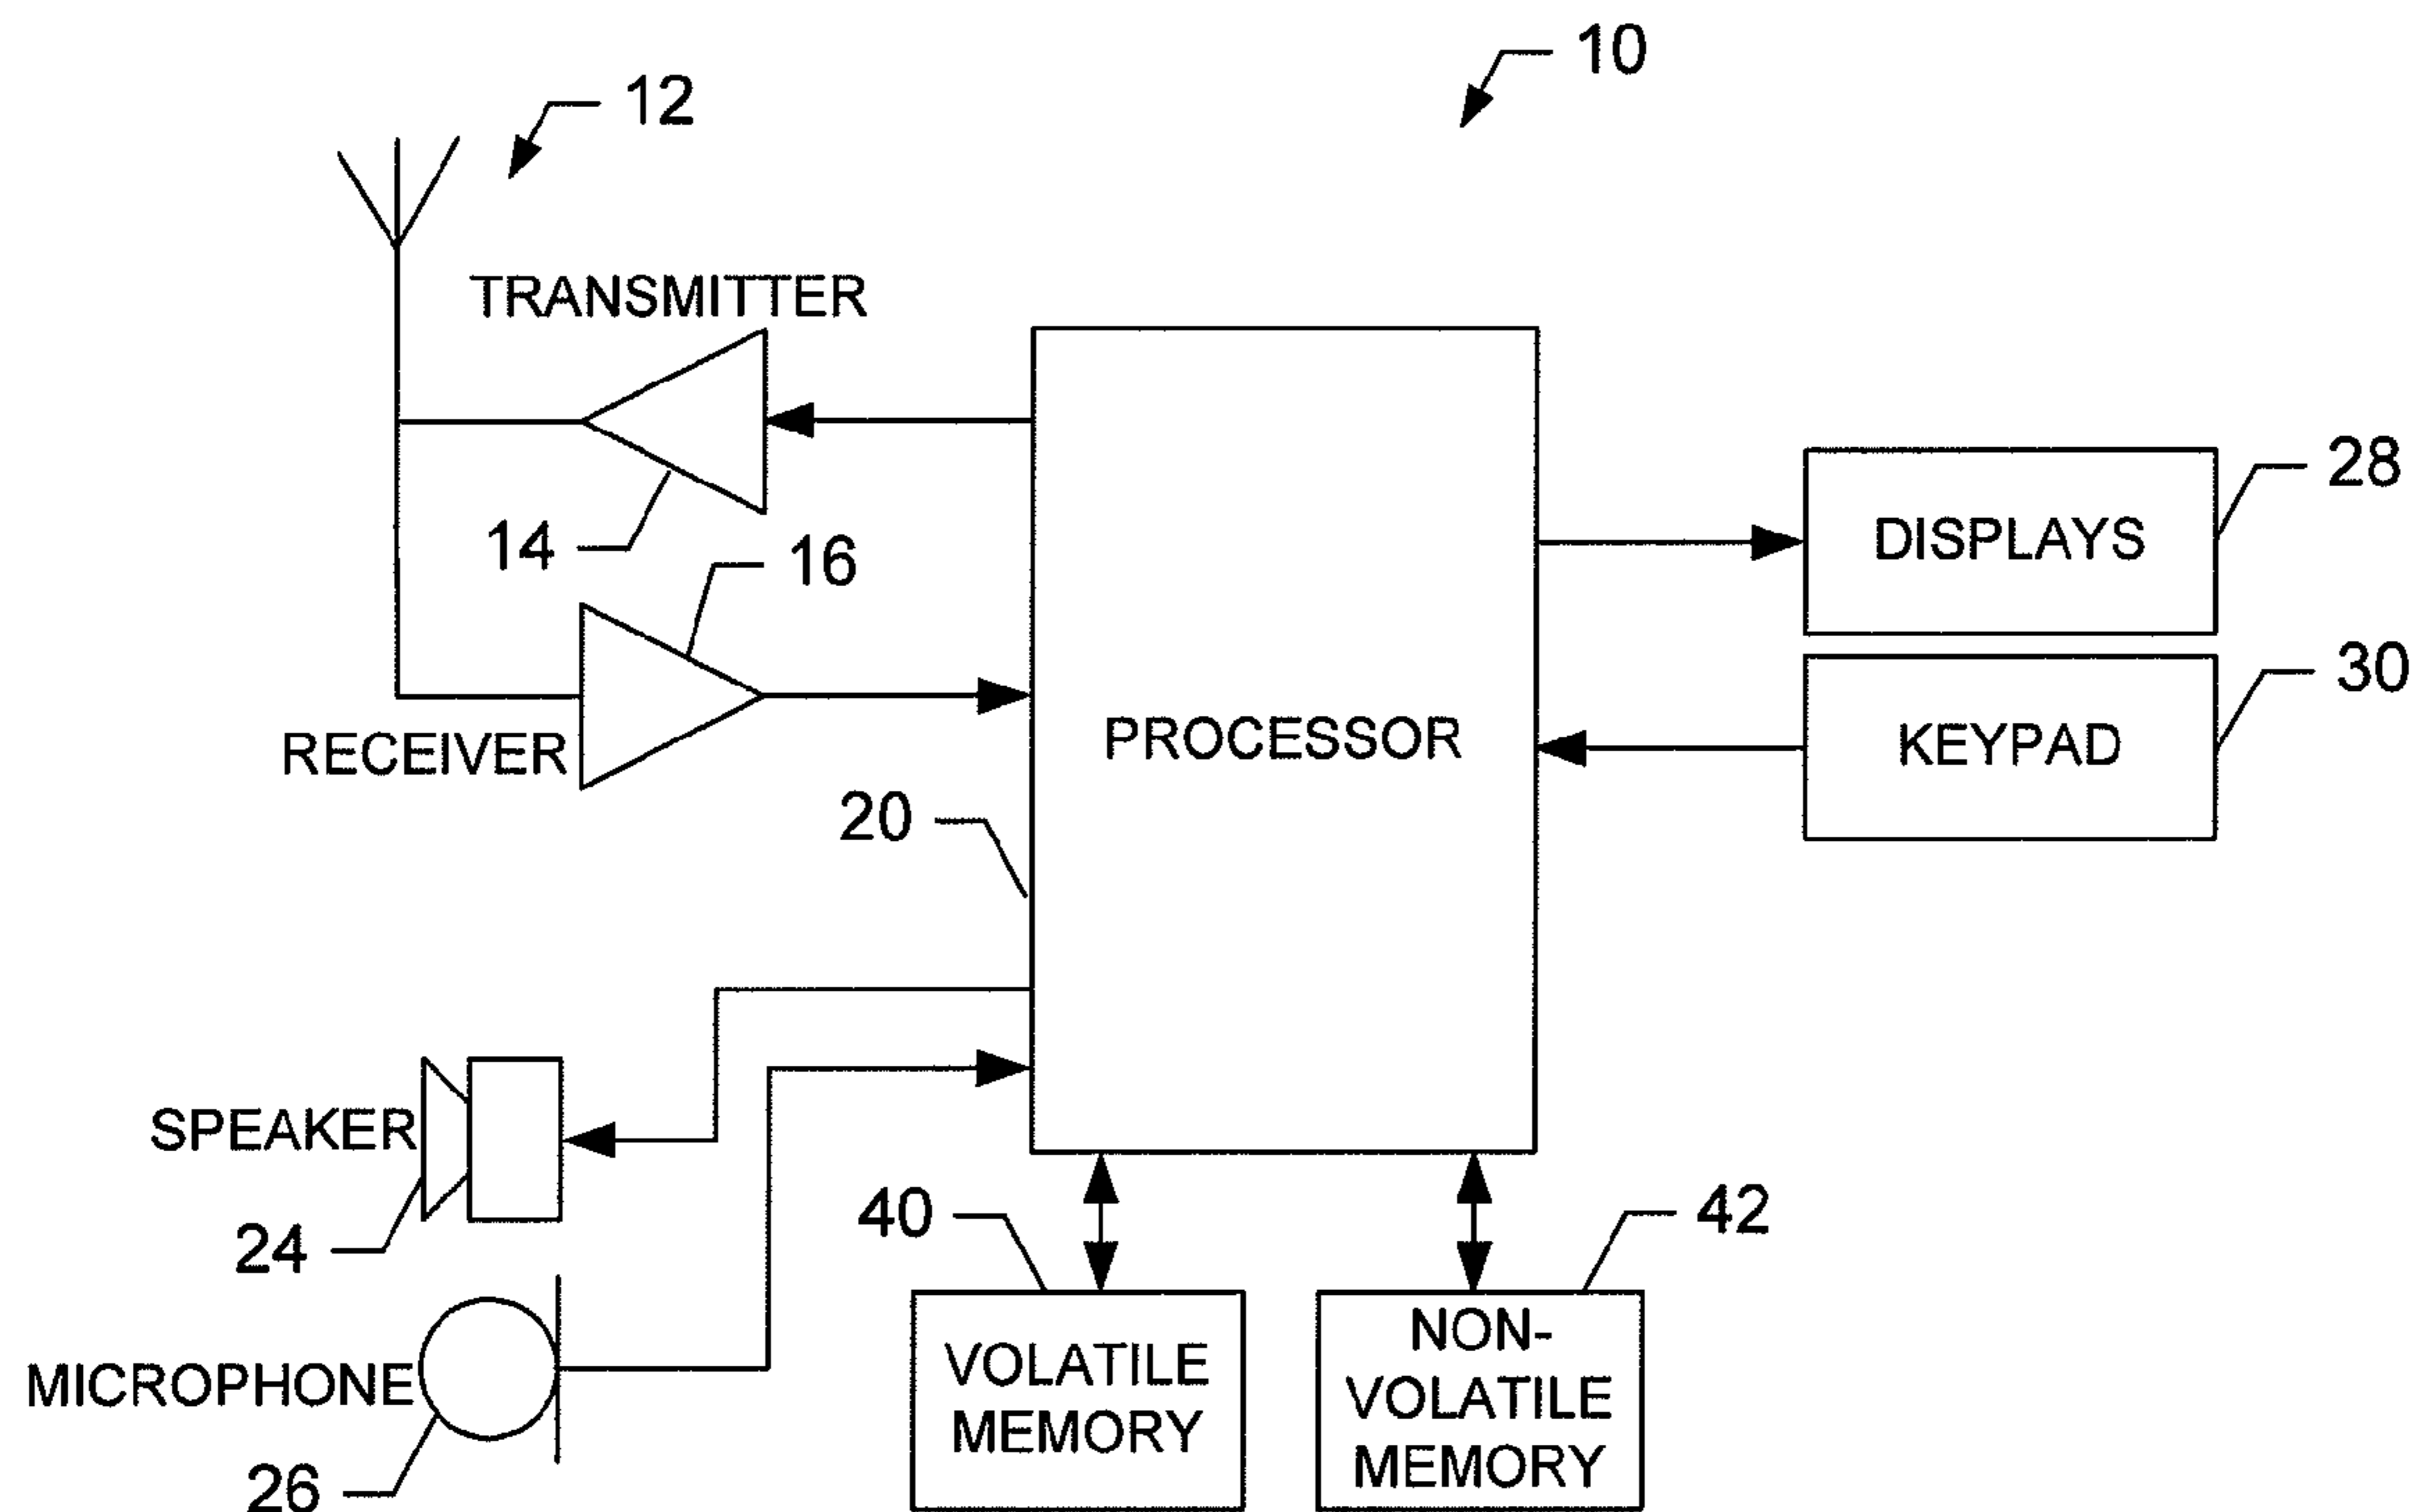 10
12
TRANSMITTER
14
16
RECEIVER
PROCESSOR
20
DISPLAYS
28
KEYPAD
30
SPEAKER
24
MICROPHONE
26
40
VOLATILE
MEMORY
42
NON-
VOLATILE
MEMORY